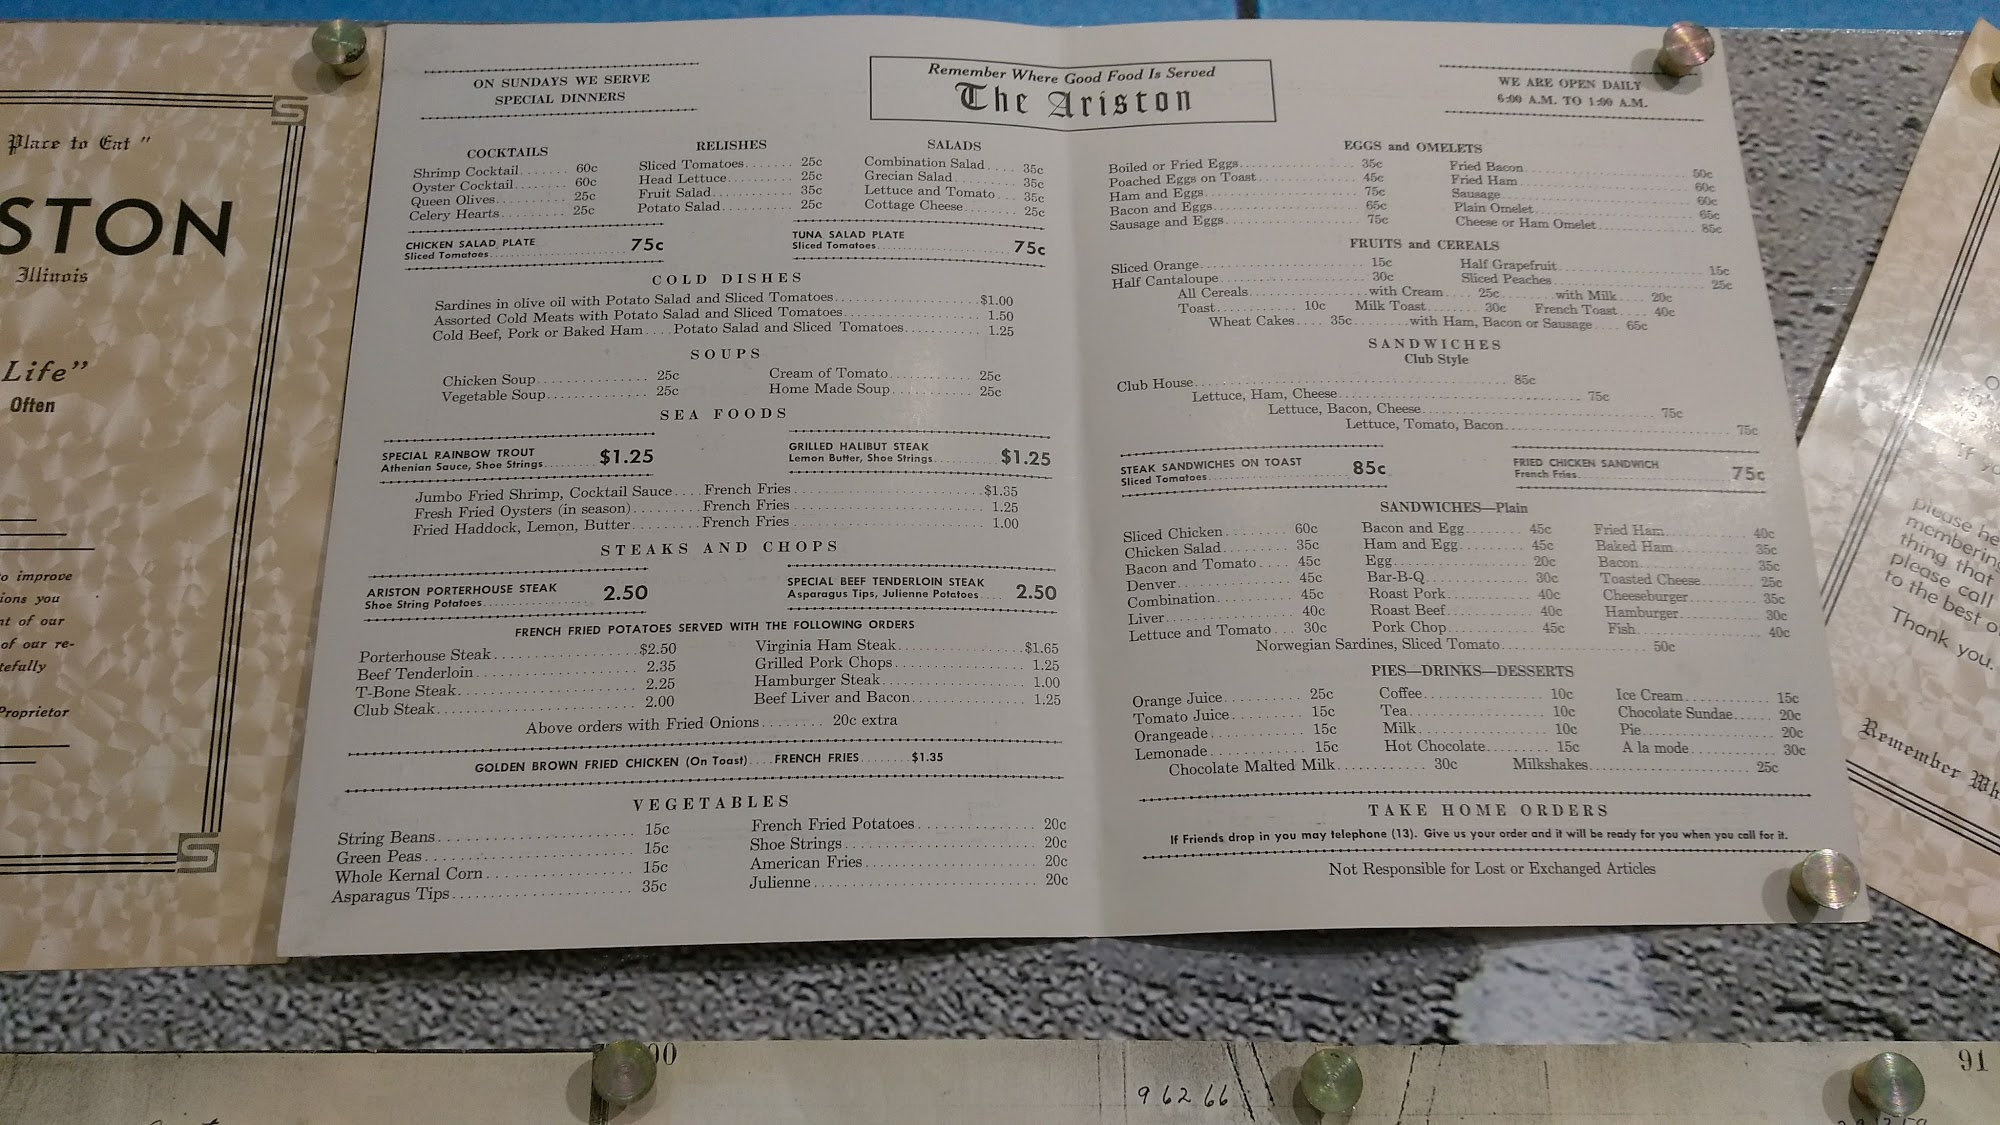 Place to Eat"
STON
Illinois
Life"
Often
to improve
ions you
nt of our
of our re-
tefully
Proprietor
ON SUNDAYS WE SERVE
SPECIAL DINNERS
Remember Where Good Food Is Served
The Ariston
WE ARE OPEN DAILY
6:00 A.M. TO 1:00 A.M.
COCKTAILS
Shrimp Cocktail 60c
Oyster Cocktail 60c
Queen Olives 25c
Celery Hearts 25c
RELISHES
Sliced Tomatoes 25c
Head Lettuce 25c
Fruit Salad 35c
Potato Salad 25c
SALADS
Combination Salad 35c
Grecian Salad 35c
Lettuce and Tomato 35c
Cottage Cheese 25c
CHICKEN SALAD PLATE 75c
Sliced Tomatoes
TUNA SALAD PLATE 75c
Sliced Tomatoes
COLD DISHES
Sardines in olive oil with Potato Salad and Sliced Tomatoes $1.00
Assorted Cold Meats with Potato Salad and Sliced Tomatoes 1.50
Cold Beef, Pork or Baked Ham Potato Salad and Sliced Tomatoes 1.25
SOUPS
Chicken Soup 25c Cream of Tomato 25c
Vegetable Soup 25c Home Made Soup 25c
SEA FOODS
SPECIAL RAINBOW TROUT $1.25
Athenian Sauce, Shoe Strings
GRILLED HALIBUT STEAK $1.25
Lemon Butter, Shoe Strings
Jumbo Fried Shrimp, Cocktail Sauce French Fries $1.35
Fresh Fried Oysters (in season) French Fries 1.25
Fried Haddock, Lemon, Butter French Fries 1.00
STEAKS AND CHOPS
ARISTON PORTERHOUSE STEAK 2.50
Shoe String Potatoes
SPECIAL BEEF TENDERLOIN STEAK 2.50
Asparagus Tips, Julienne Potatoes
FRENCH FRIED POTATOES SERVED WITH THE FOLLOWING ORDERS
Porterhouse Steak $2.50 Virginia Ham Steak $1.65
Beef Tenderloin 2.35 Grilled Pork Chops 1.25
T-Bone Steak 2.25 Hamburger Steak 1.00
Club Steak 2.00 Beef Liver and Bacon 1.25
Above orders with Fried Onions 20c extra
GOLDEN BROWN FRIED CHICKEN (On Toast) FRENCH FRIES $1.35
VEGETABLES
String Beans 15c French Fried Potatoes 20c
Green Peas 15c Shoe Strings 20c
Whole Kernal Corn 15c American Fries 20c
Asparagus Tips 35c Julienne 20c
EGGS and OMELETS
Boiled or Fried Eggs 35c Fried Bacon 50c
Poached Eggs on Toast 45c Fried Ham 60c
Ham and Eggs 75c Sausage 60c
Bacon and Eggs 65c Plain Omelet 65c
Sausage and Eggs 75c Cheese or Ham Omelet 85c
FRUITS and CEREALS
Sliced Orange 15c Half Grapefruit 15c
Half Cantaloupe 30c Sliced Peaches 25c
All Cereals with Cream 25c with Milk 20c
Toast 10c Milk Toast 30c French Toast 40c
Wheat Cakes 35c with Ham, Bacon or Sausage 65c
SANDWICHES
Club Style
Club House 85c
Lettuce, Ham, Cheese 75c
Lettuce, Bacon, Cheese 75c
Lettuce, Tomato, Bacon 75c
STEAK SANDWICHES ON TOAST 85c
Sliced Tomatoes
FRIED CHICKEN SANDWICH 75c
French Fries
SANDWICHES—Plain
Sliced Chicken 60c Bacon and Egg 45c Fried Ham 40c
Chicken Salad 35c Ham and Egg 45c Baked Ham 35c
Bacon and Tomato 45c Egg 20c Bacon 35c
Denver 45c Bar-B-Q 30c Toasted Cheese 25c
Combination 45c Roast Pork 40c Cheeseburger 35c
Liver 40c Roast Beef 40c Hamburger 30c
Lettuce and Tomato 30c Pork Chop 45c Fish 40c
Norwegian Sardines, Sliced Tomato 50c
PIES—DRINKS—DESSERTS
Orange Juice 25c Coffee 10c Ice Cream 15c
Tomato Juice 15c Tea 10c Chocolate Sundae 20c
Orangeade 15c Milk 10c Pie 20c
Lemonade 15c Hot Chocolate 15c A la mode 30c
Chocolate Malted Milk 30c Milkshakes 25c
TAKE HOME ORDERS
If Friends drop in you may telephone (13). Give us your order and it will be ready for you when you call for it.
Not Responsible for Lost or Exchanged Articles
If yo
please he
membering
thing that
please call
to the best o
Thank you.
Remember Wh
00
96266
91